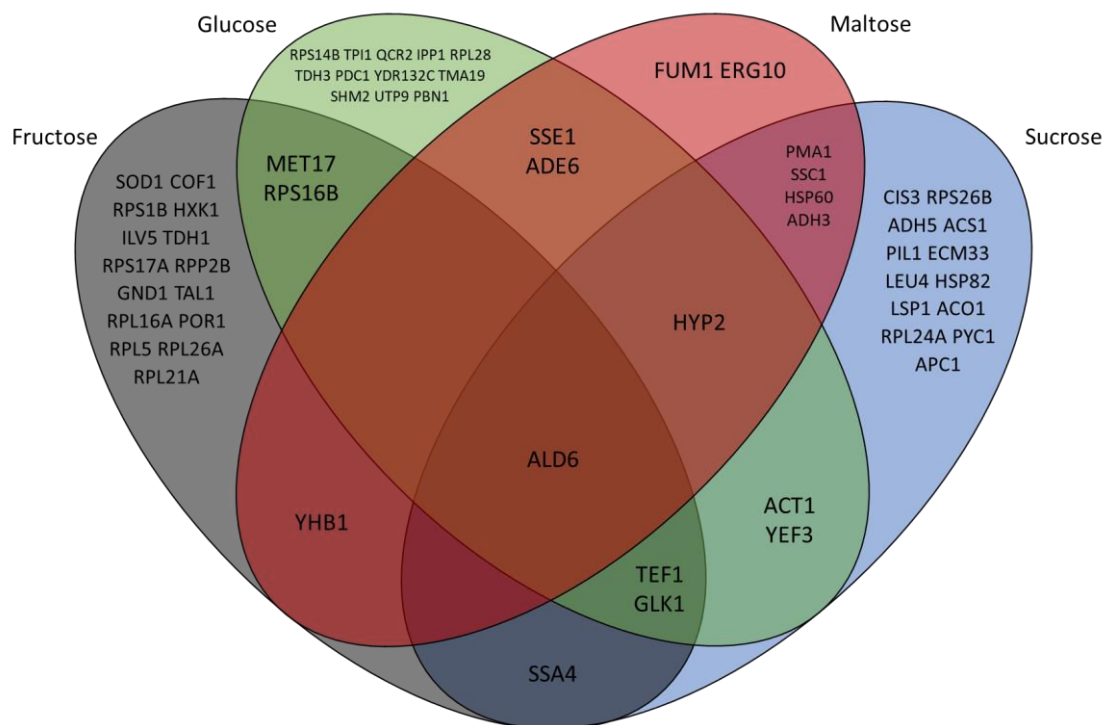 Glucose
Maltose
Fructose
Sucrose
RPS14B TPI1 QCR2 IPP1 RPL28
TDH3 PDC1 YDR132C TMA19
SHM2 UTP9 PBN1
FUM1 ERG10
MET17
RPS16B
SSE1
ADE6
PMA1
SSC1
HSP60
ADH3
SOD1 COF1
RPS1B HXK1
ILV5 TDH1
RPS17A RPP2B
GND1 TAL1
RPL16A POR1
RPL5 RPL26A
RPL21A
CIS3 RPS26B
ADH5 ACS1
PIL1 ECM33
LEU4 HSP82
LSP1 ACO1
RPL24A PYC1
APC1
HYP2
ALD6
YHB1
ACT1
YEF3
TEF1
GLK1
SSA4